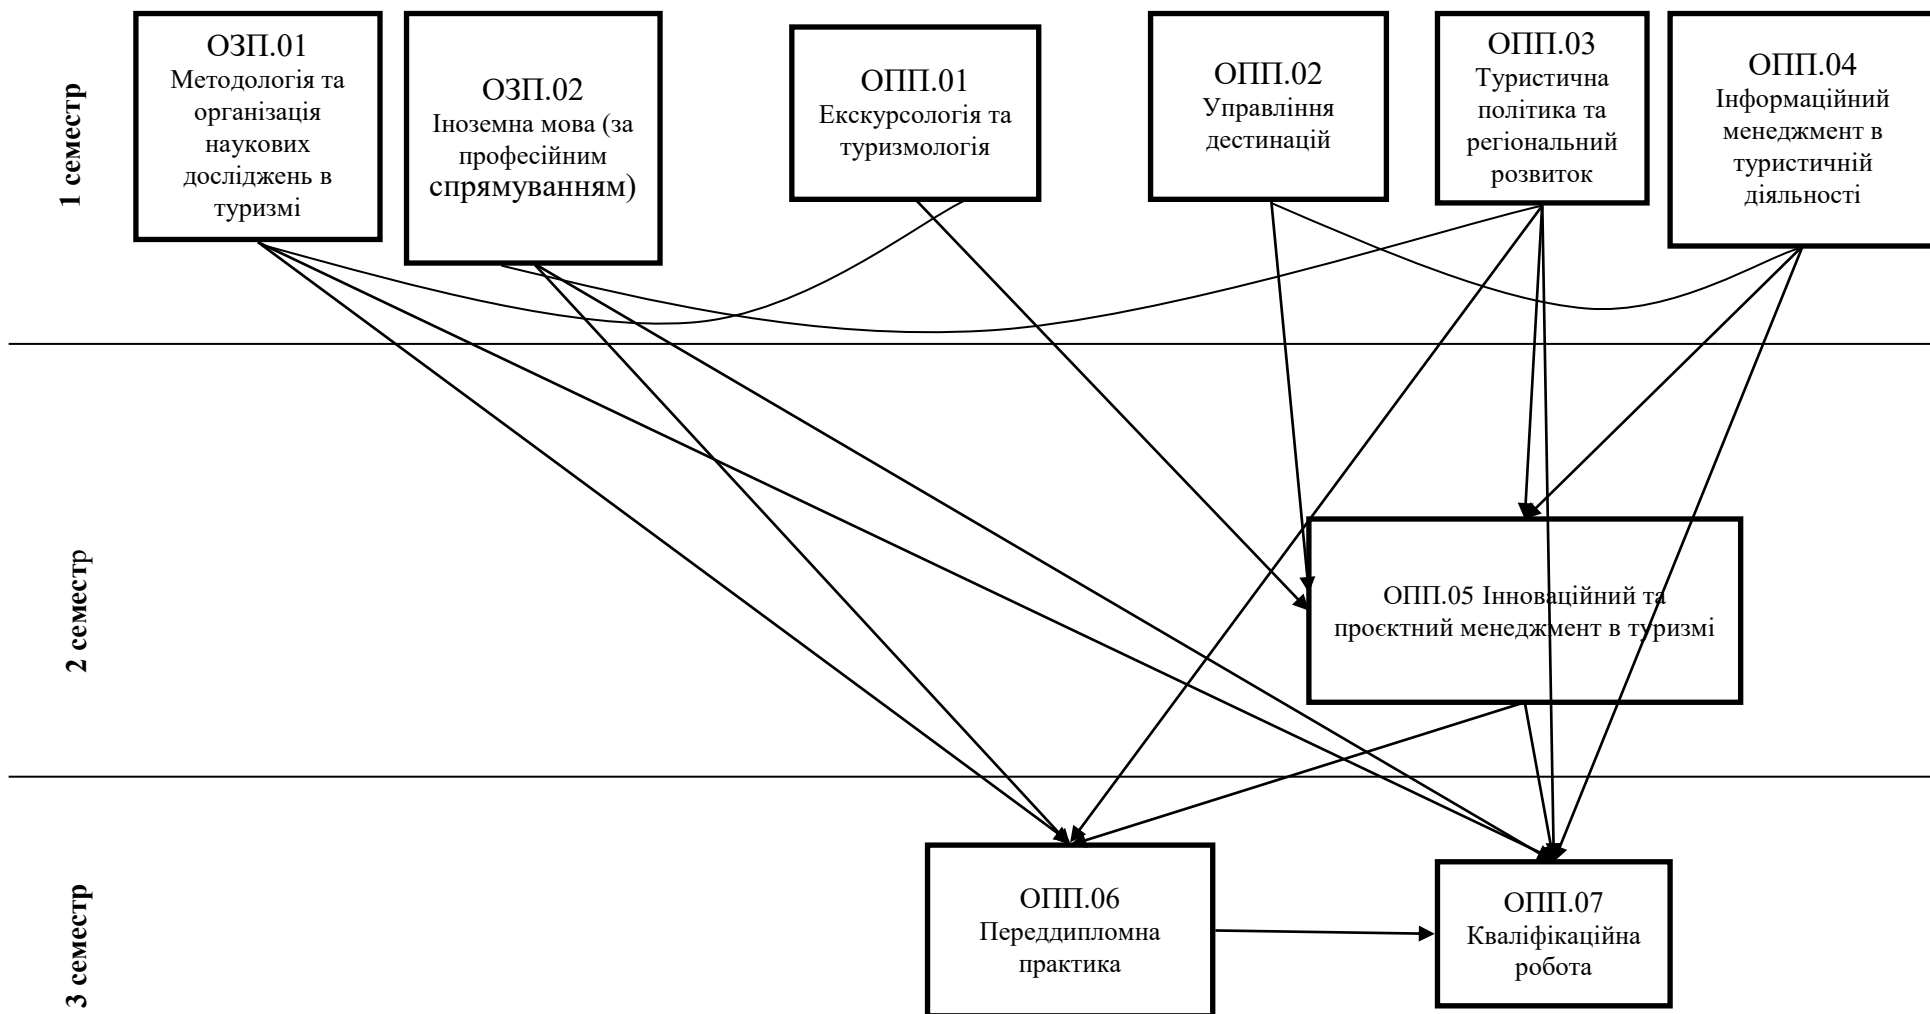 1 семестр
ОЗП.01
Методологія та
організація
наукових
досліджень в
туризмі
ОЗП.02
Іноземна мова (за
професійним
спрямуванням)
ОПП.01
Екскурсологія та
туризмологія
ОПП.02
Управління
дестинацій
ОПП.03
Туристична
політика та
регіональний
розвиток
ОПП.04
Інформаційний
менеджмент в
туристичній
діяльності
2 семестр
ОПП.05 Інноваційний та
проєктний менеджмент в туризмі
3 семестр
ОПП.06
Переддипломна
практика
ОПП.07
Кваліфікаційна
робота